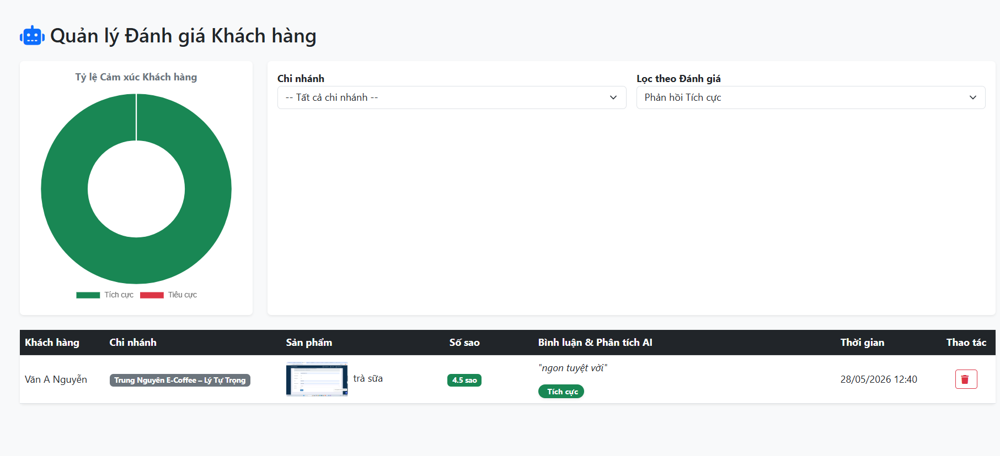 Quản lý Đánh giá Khách hàng
Tỷ lệ Cảm xúc Khách hàng
Tích cực
Tiêu cực
Chi nhánh
-- Tất cả chi nhánh --
Lọc theo Đánh giá
Phản hồi Tích cực
Khách hàng Chi nhánh Sản phẩm Số sao Bình luận & Phân tích AI Thời gian Thao tác
Văn A Nguyễn Trung Nguyên E-Coffee – Lý Tự Trọng trà sữa 4.5 sao "ngon tuyệt vời" 28/05/2026 12:40
Tích cực